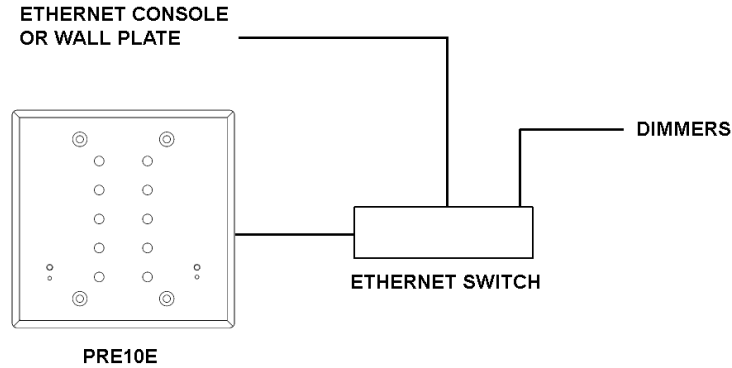 ETHERNET CONSOLE
OR WALL PLATE
DIMMERS
ETHERNET SWITCH
PRE10E